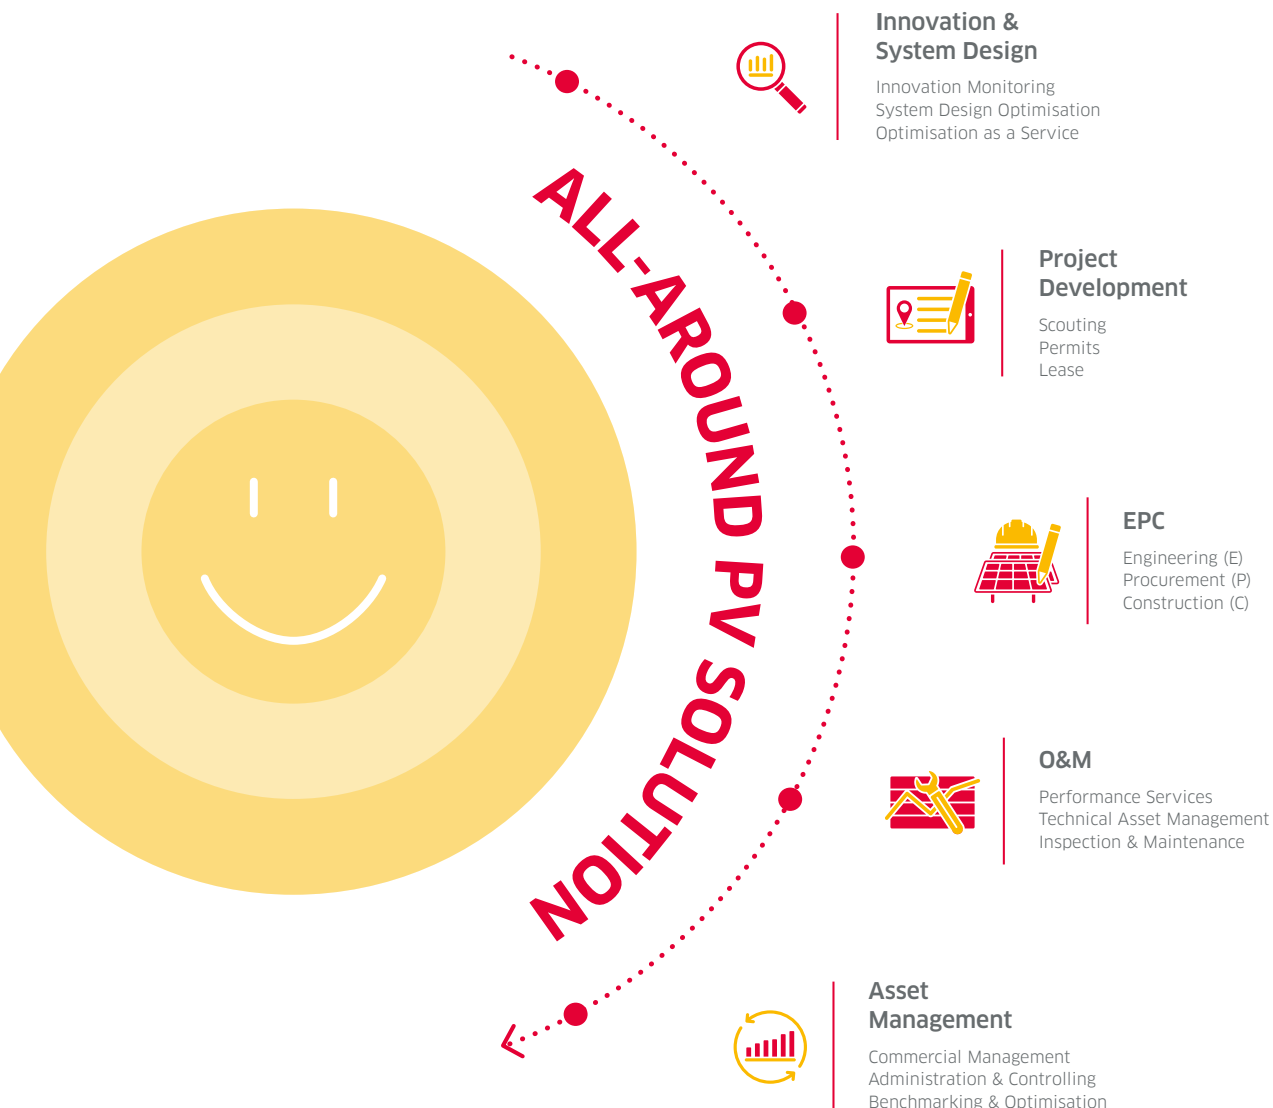 Innovation &
System Design
Innovation Monitoring
System Design Optimisation
Optimisation as a Service
ALL-AROUND PV SOLUTION
Project
Development
Scouting
Permits
Lease
EPC
Engineering (E)
Procurement (P)
Construction (C)
O&M
Performance Services
Technical Asset Management
Inspection & Maintenance
Asset
Management
Commercial Management
Administration & Controlling
Benchmarking & Optimisation